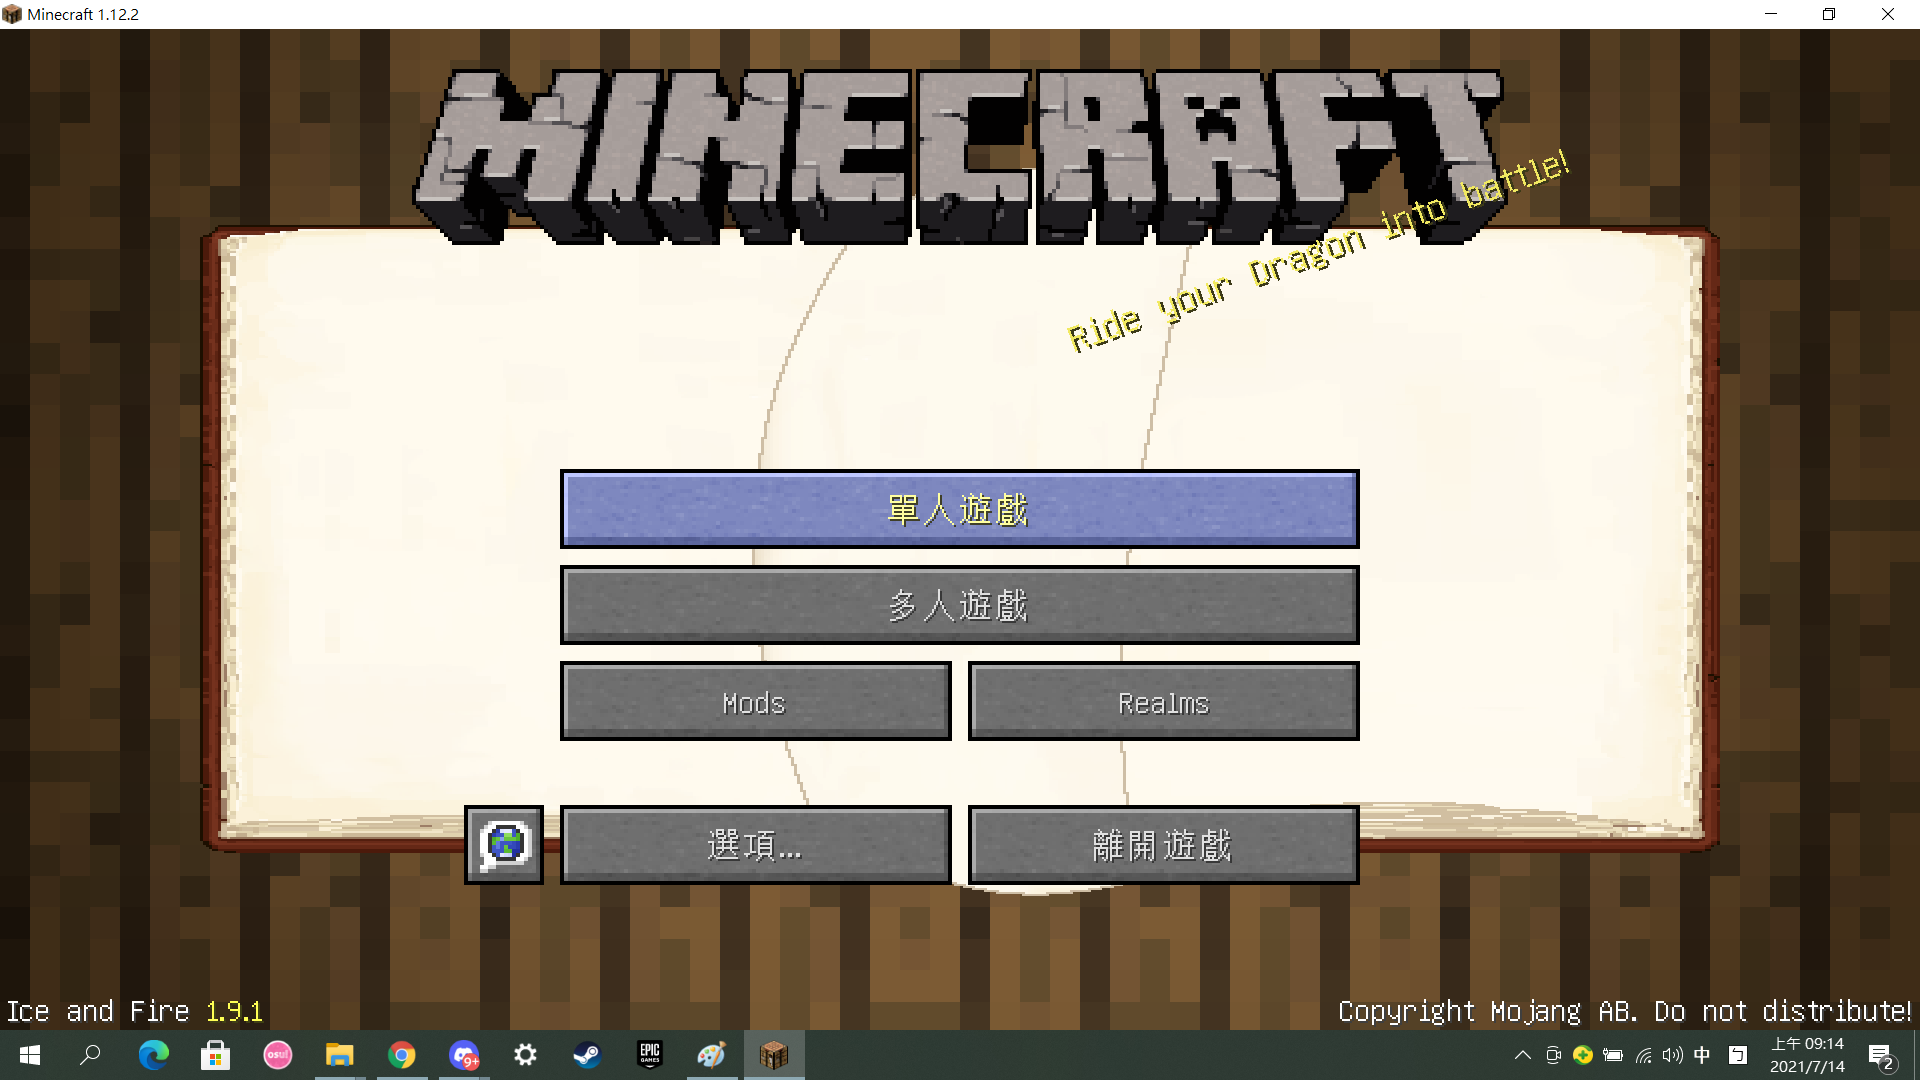 Minecraft 1.12.2
MINECRAFT
Ride your Dragon into battle!
單人遊戲
多人遊戲
Mods
Realms
選項...
離開遊戲
Ice and Fire 1.9.1
Copyright Mojang AB. Do not distribute!
osu!
9+
EPIC
GAMES
中
上午 09:14
2021/7/14
2